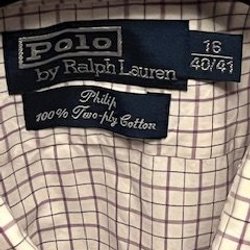 Polo
by Ralph Lauren
16
40/41
Philip
100% Two-ply Cotton